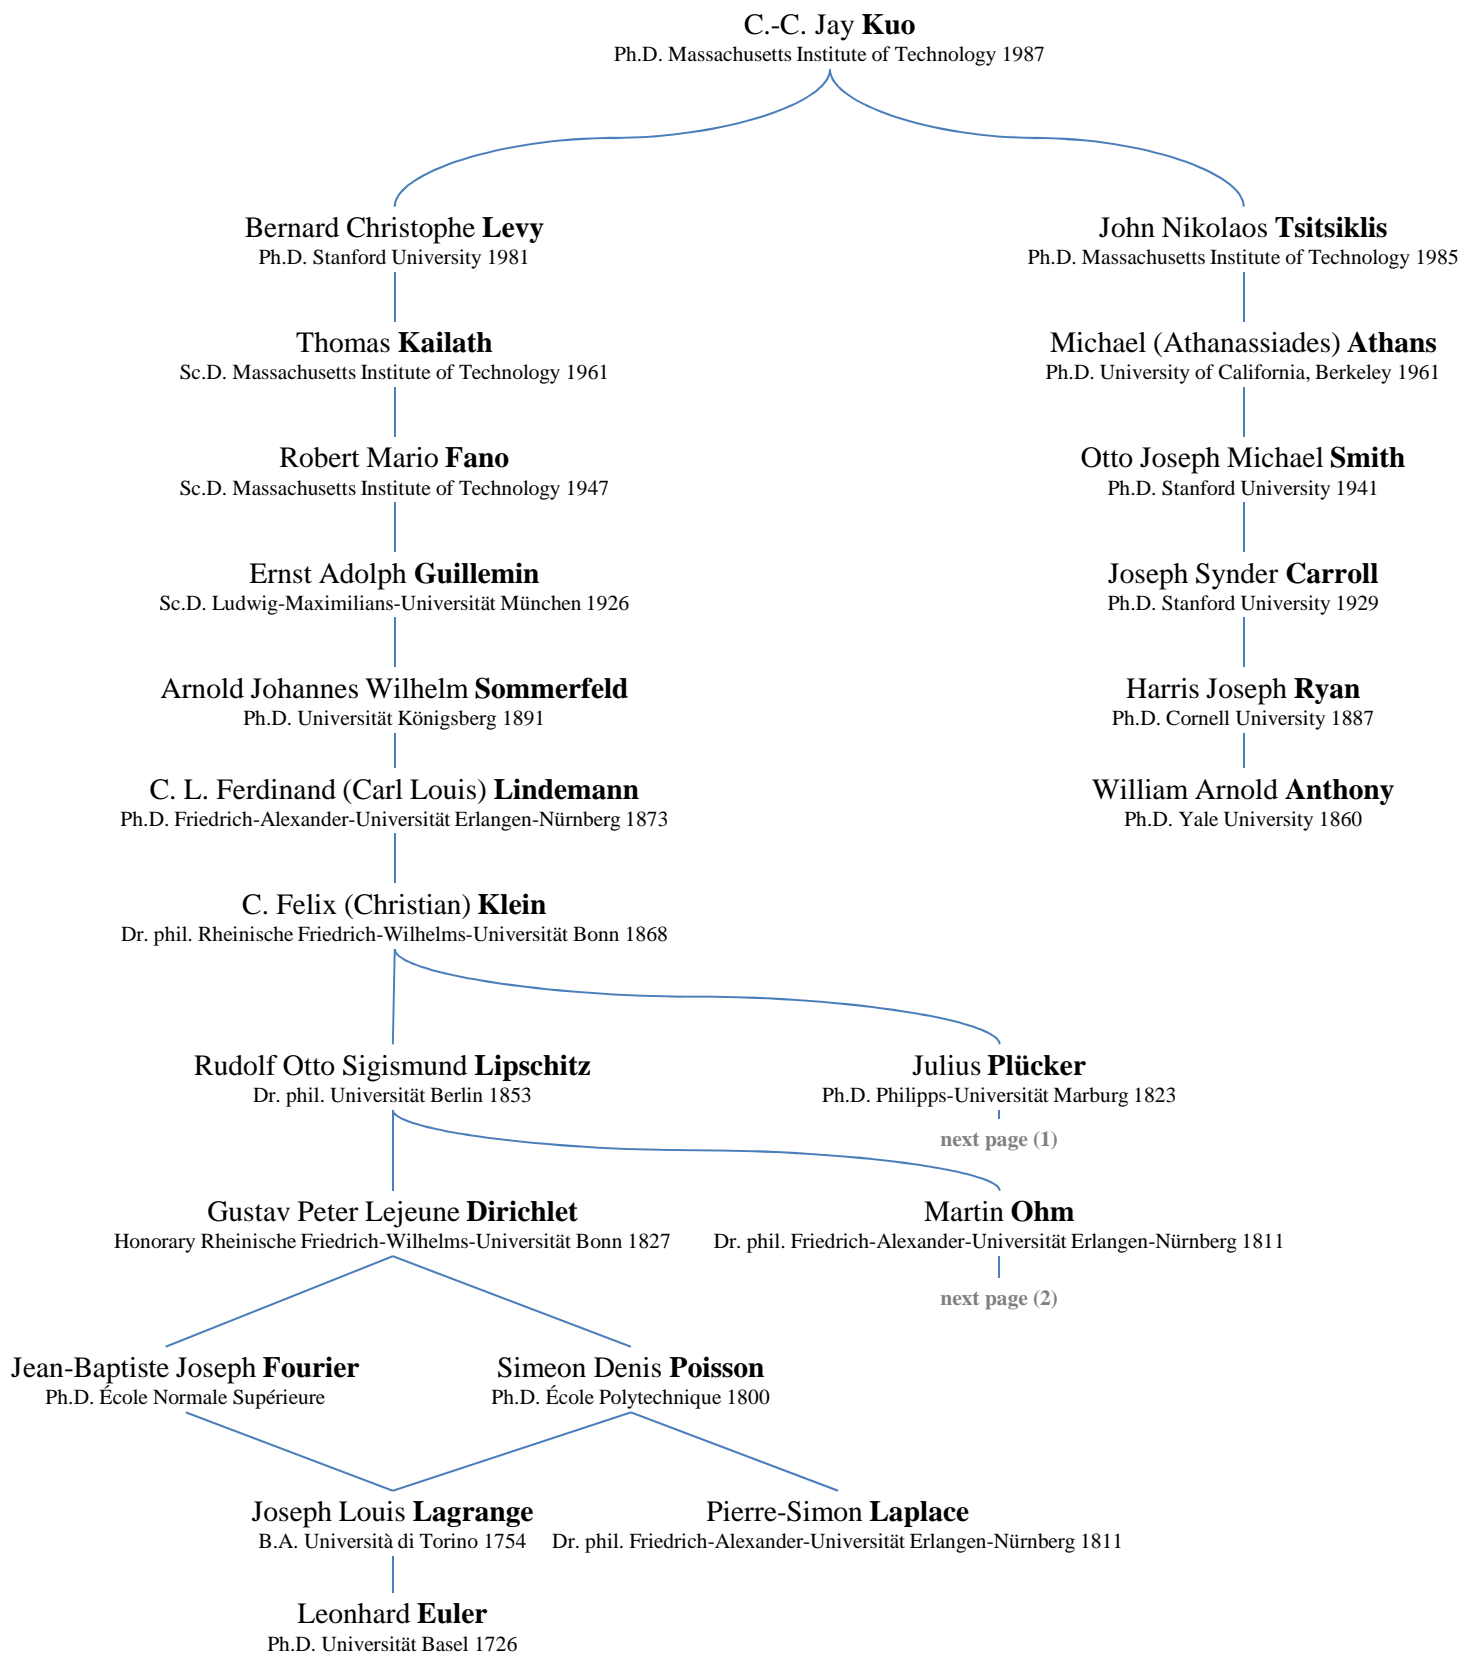 C.-C. Jay Kuo
Ph.D. Massachusetts Institute of Technology 1987
Bernard Christophe Levy
Ph.D. Stanford University 1981
John Nikolaos Tsitsiklis
Ph.D. Massachusetts Institute of Technology 1985
Thomas Kailath
Sc.D. Massachusetts Institute of Technology 1961
Michael (Athanassiades) Athans
Ph.D. University of California, Berkeley 1961
Robert Mario Fano
Sc.D. Massachusetts Institute of Technology 1947
Otto Joseph Michael Smith
Ph.D. Stanford University 1941
Ernst Adolph Guillemin
Sc.D. Ludwig-Maximilians-Universität München 1926
Joseph Synder Carroll
Ph.D. Stanford University 1929
Arnold Johannes Wilhelm Sommerfeld
Ph.D. Universität Königsberg 1891
Harris Joseph Ryan
Ph.D. Cornell University 1887
C. L. Ferdinand (Carl Louis) Lindemann
Ph.D. Friedrich-Alexander-Universität Erlangen-Nürnberg 1873
William Arnold Anthony
Ph.D. Yale University 1860
C. Felix (Christian) Klein
Dr. phil. Rheinische Friedrich-Wilhelms-Universität Bonn 1868
Rudolf Otto Sigismund Lipschitz
Dr. phil. Universität Berlin 1853
Julius Plücker
Ph.D. Philipps-Universität Marburg 1823
next page (1)
Gustav Peter Lejeune Dirichlet
Honorary Rheinische Friedrich-Wilhelms-Universität Bonn 1827
Martin Ohm
Dr. phil. Friedrich-Alexander-Universität Erlangen-Nürnberg 1811
next page (2)
Jean-Baptiste Joseph Fourier
Ph.D. École Normale Supérieure
Simeon Denis Poisson
Ph.D. École Polytechnique 1800
Joseph Louis Lagrange
B.A. Università di Torino 1754
Pierre-Simon Laplace
Dr. phil. Friedrich-Alexander-Universität Erlangen-Nürnberg 1811
Leonhard Euler
Ph.D. Universität Basel 1726